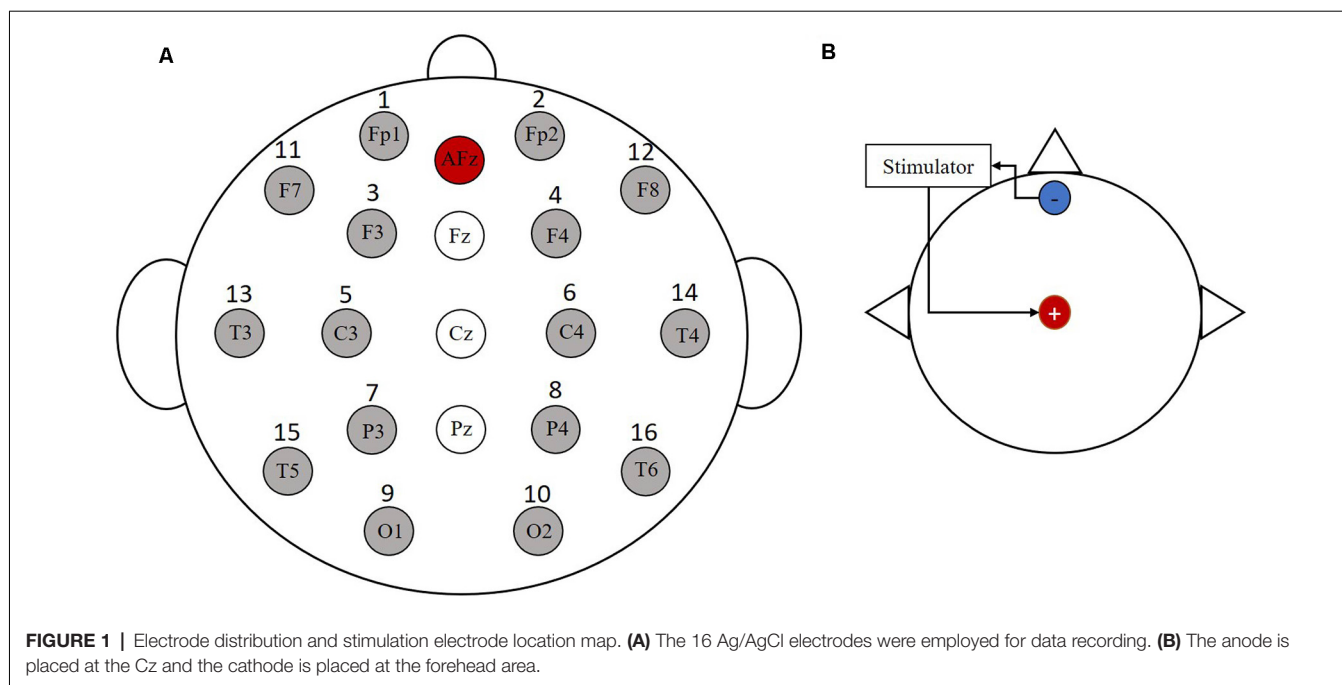 A
B
1
2
Fp1
Fp2
AFz
11
12
F7
F8
3
4
F3
Fz
F4
13
5
6
14
T3
C3
Cz
C4
T4
7
8
P3
Pz
P4
15
16
T5
T6
9
10
O1
O2
Stimulator
-
+
FIGURE 1 | Electrode distribution and stimulation electrode location map. (A) The 16 Ag/AgCl electrodes were employed for data recording. (B) The anode is
placed at the Cz and the cathode is placed at the forehead area.